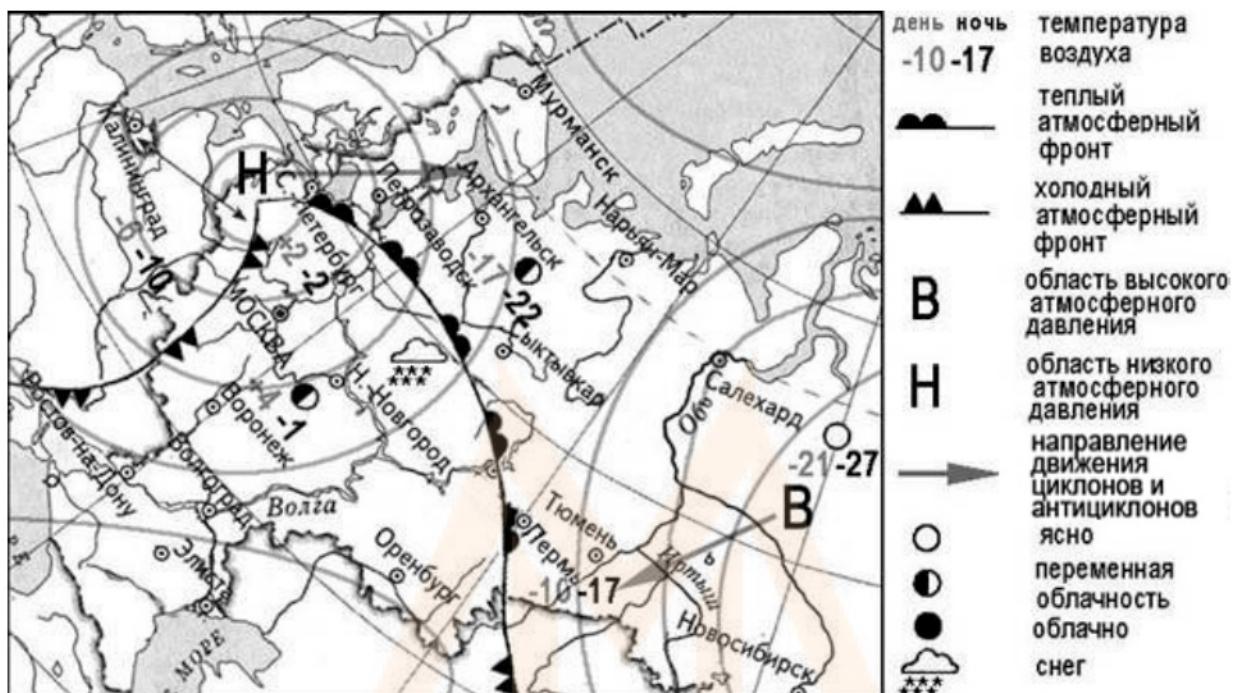 Мурманск
Калининград
-6 -10
Н
С.-Петербург
+2 -2
Петрозаводск
Архангельск
-17 -22
Нарьян-Мар
МОСКВА
Сыктывкар
Н.-Новгород
Воронеж
+4 -1
Ростов-на-Дону
Волгоград
Волга
Элиста
МОРЕ
Оренбург
Пермь
Тюмень
-10 -17
Салехард
Обь
-21 -27
В
Иртыш
Новосибирск
день ночь
-10 -17
температура
воздуха
теплый
атмосферный
фронт
холодный
атмосферный
фронт
В
область высокого
атмосферного
давления
Н
область низкого
атмосферного
давления
направление
движения
циклонов и
антициклонов
ясно
переменная
облачность
облачно
снег